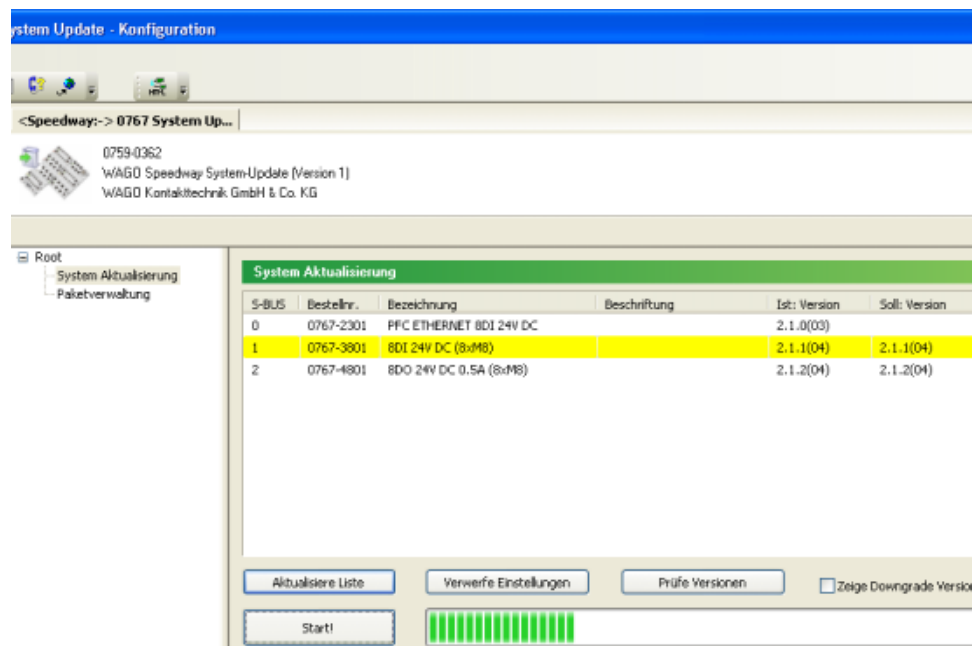 ystem Update - Konfiguration
<Speedway:-> 0767 System Up...
0759-0362
WAGO Speedway System-Update (Version 1)
WAGO Kontakttechnik GmbH & Co. KG
Root
System Aktualisierung
Paketverwaltung
System Aktualisierung
S-BUS Bestellnr. Bezeichnung Beschriftung Ist: Version Soll: Version
0 0767-2301 PFC ETHERNET 8DI 24V DC 2.1.0(03)
1 0767-3801 8DI 24V DC (8xM8) 2.1.1(04) 2.1.1(04)
2 0767-4801 8DO 24V DC 0.5A (8xM8) 2.1.2(04) 2.1.2(04)
Aktualisiere Liste Verwerfe Einstellungen Prüfe Versionen Zeige Downgrade Version
Start!